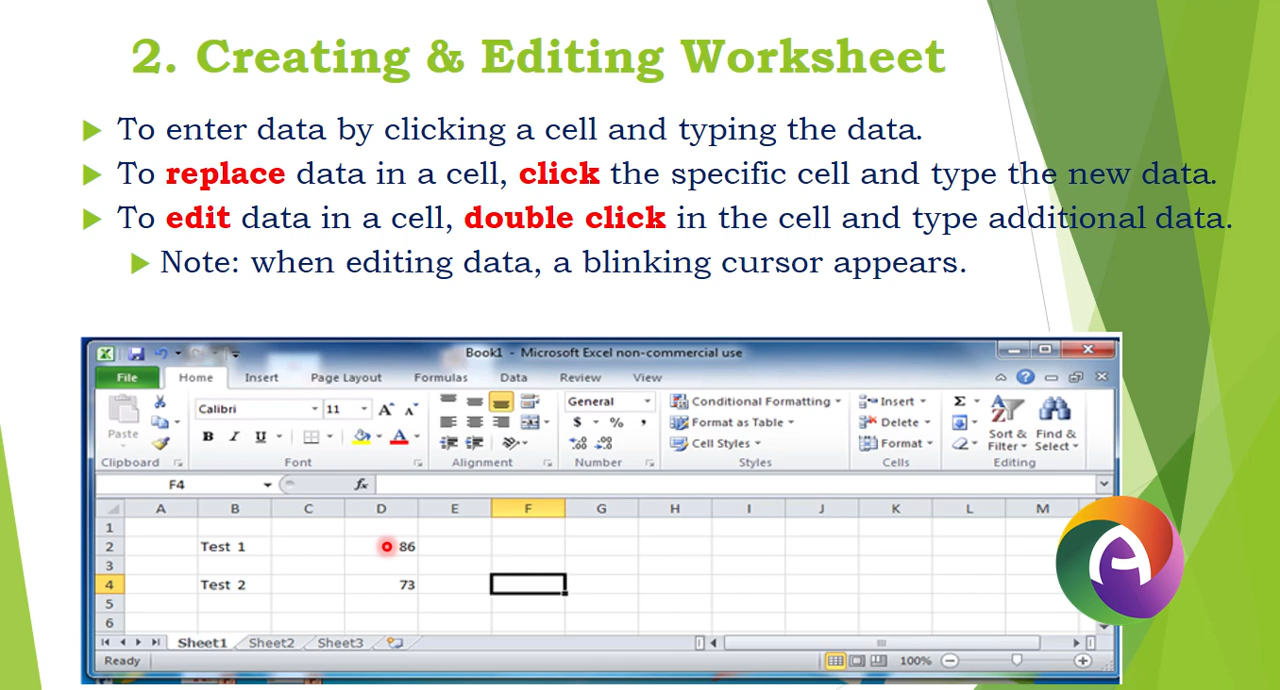 2. Creating & Editing Worksheet
To enter data by clicking a cell and typing the data.
To replace data in a cell, click the specific cell and type the new data.
To edit data in a cell, double click in the cell and type additional data.
Note: when editing data, a blinking cursor appears.
Book1 - Microsoft Excel non-commercial use
File Home Insert Page Layout Formulas Data Review View
Calibri 11 A A General Conditional Formatting Insert Σ
Paste B I U A $ % , Format as Table Delete Sort & Filter Find & Select
Cell Styles Format
Clipboard Font Alignment Number Styles Cells Editing
F4 fx
A B C D E F G H I J K L M
1
2 Test 1 86
3
4 Test 2 73
5
6
Sheet1 Sheet2 Sheet3
Ready 100%